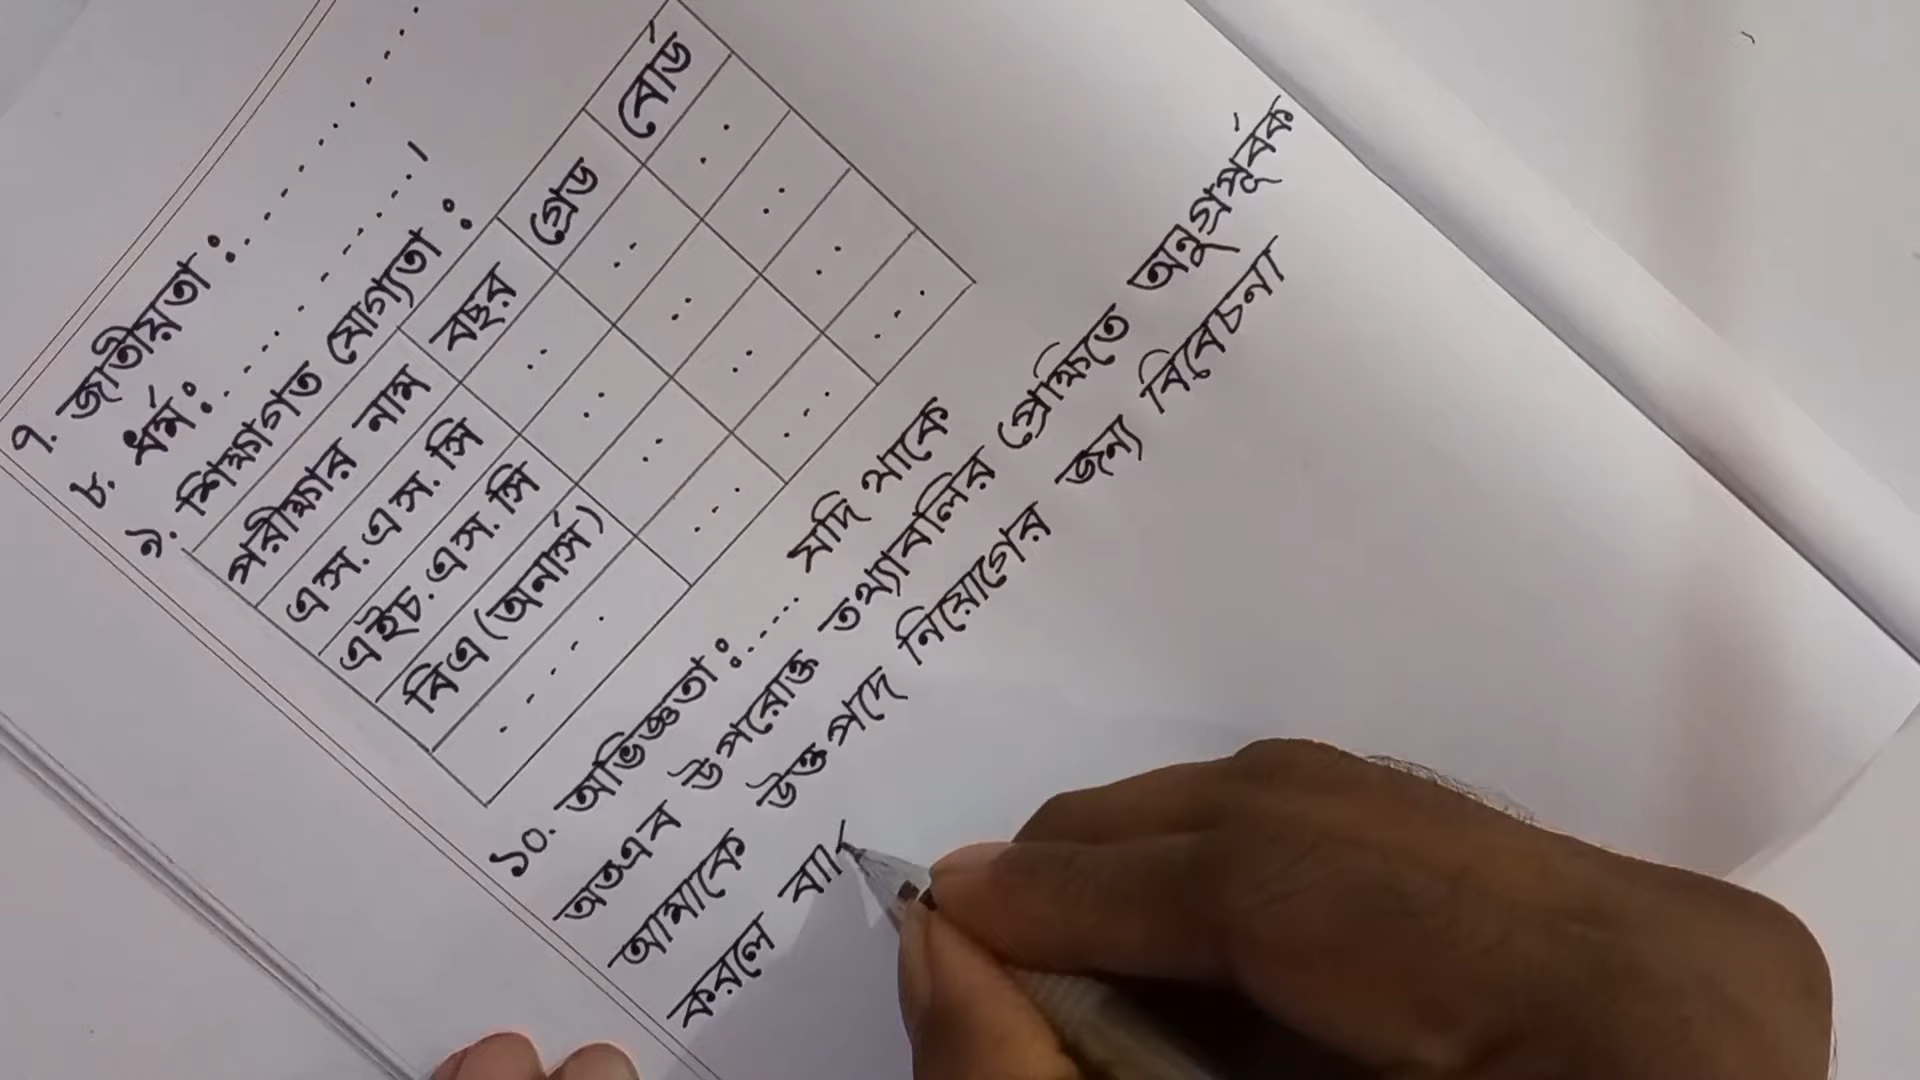 ৭. জাতীয়তা :..................
৮. ধর্ম :..................।
৯. শিক্ষাগত যোগ্যতা :
পরীক্ষার নাম বছর গ্রেড বোর্ড
এস.এস.সি .. .. ..
এইচ.এস.সি .. .. ..
বিএ (অনার্স) .. .. ..
.... ... ... ...
১০. অভিজ্ঞতা :..... যদি থাকে
অতএব উপরোক্ত তথ্যাবলির প্রেক্ষিতে অনুগ্রপূর্বক
আমাকে উক্ত পদে নিয়োগের জন্য বিবেচনা
করলে